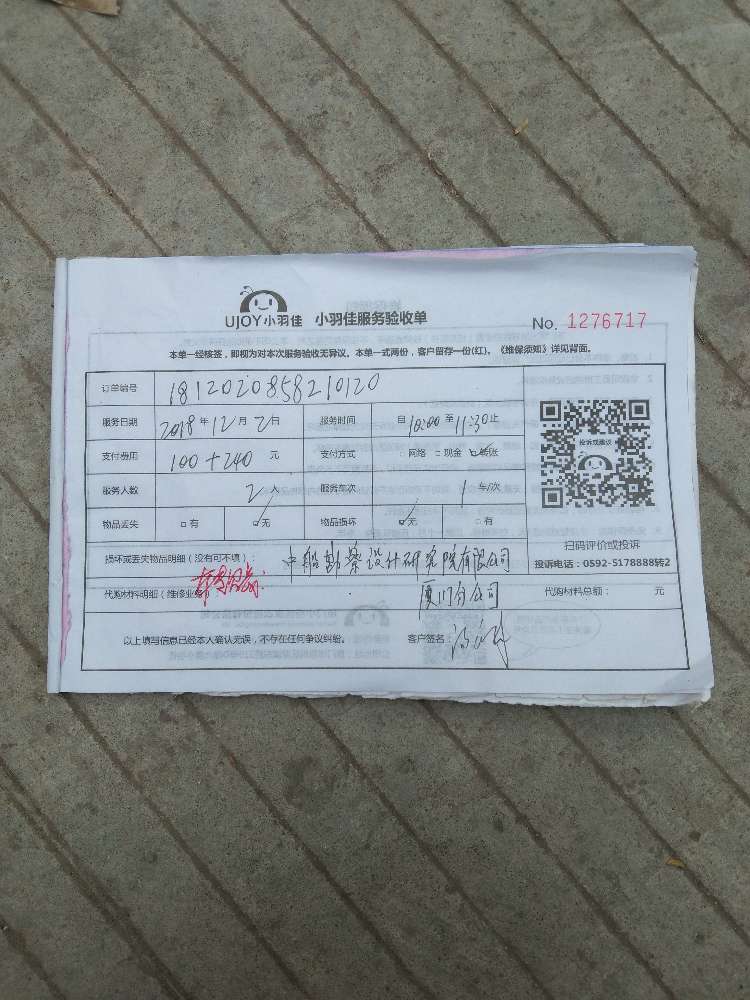 UJOY小羽佳 小羽佳服务验收单 No. 1276717
本单一经核签，即视为对本次服务验收无异议。本单一式两份，客户留存一份(红)。《维保须知》详见背面。
订单编号 181202085821 0120
服务日期 2018年12月2日 服务时间 自10:00至11:30止
支付费用 100+240 元 支付方式 □网络 □现金 ☑转账
服务人数 2人 服务车次 1车/次
物品丢失 □有 ☑无 物品损坏 ☑无 □有
投诉或建议
扫码评价或投诉
投诉电话：0592-5178888转2
损坏或丢失物品明细（没有可不填）： 中船勘察设计研究院有限公司
代购材料明细（维修业务） 厦门分公司 代购材料总额： 元
以上填写信息已经本人确认无误，不存在任何争议纠纷。 客户签名：